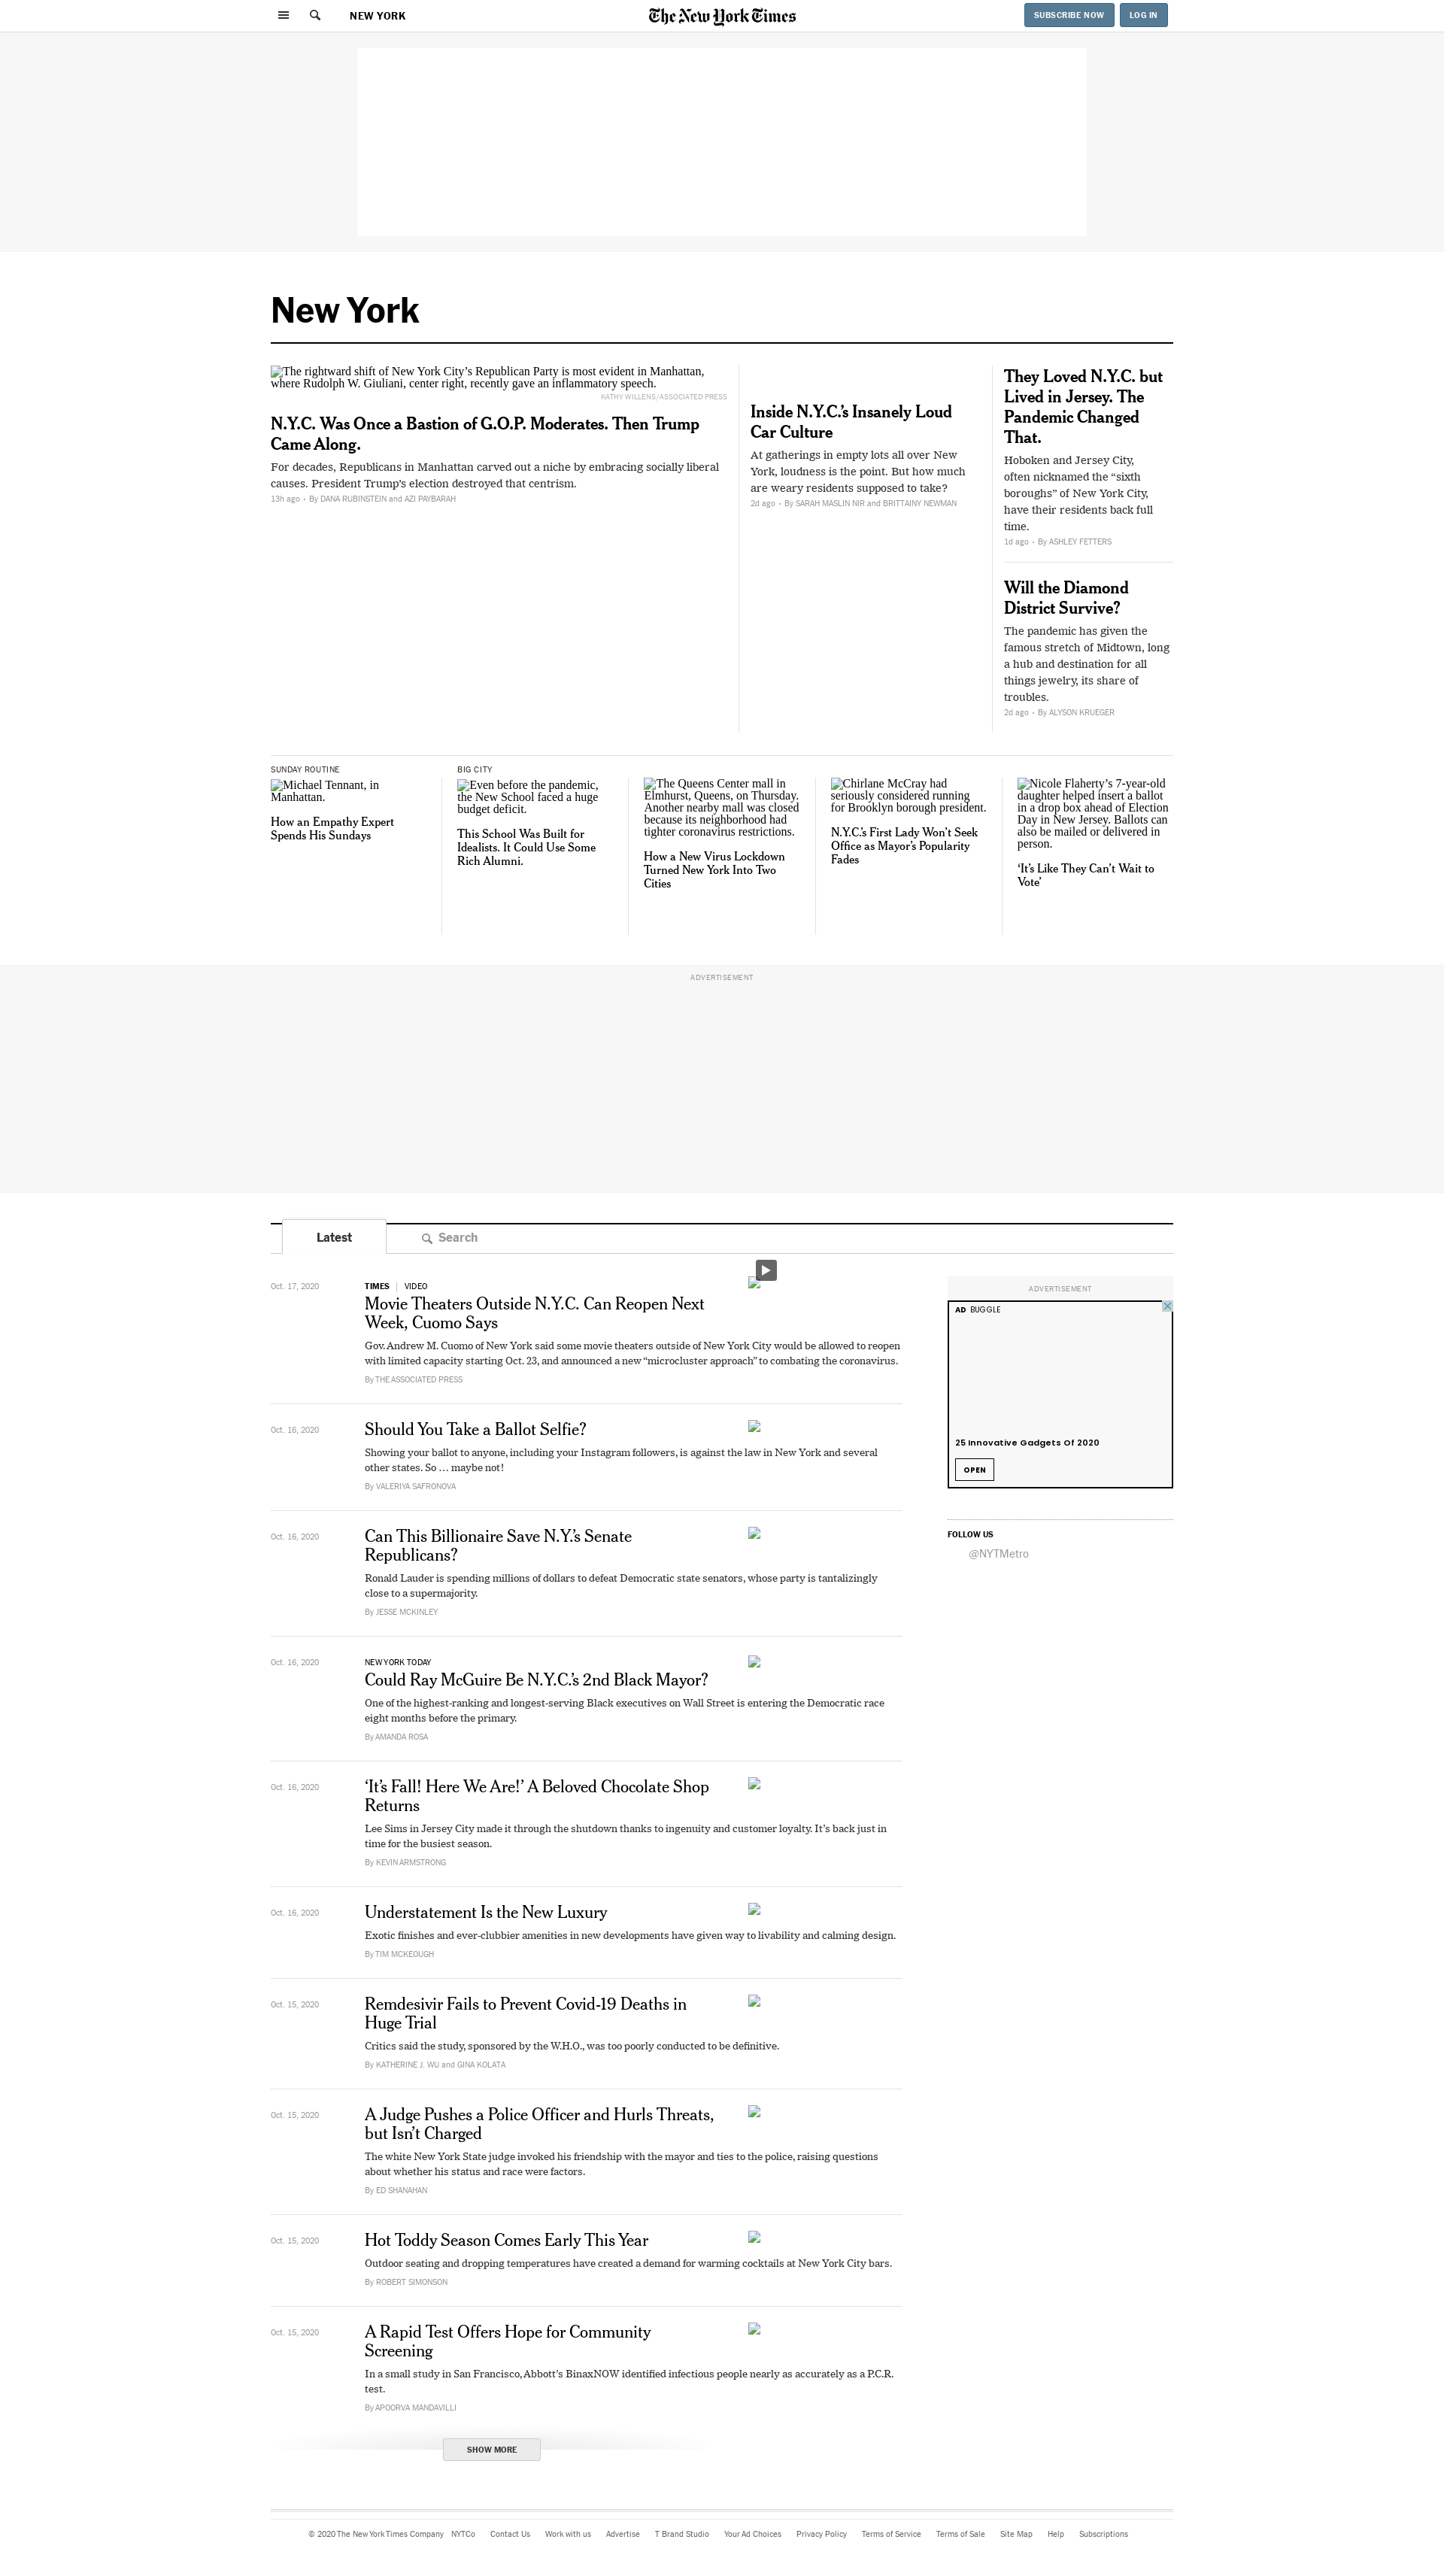 NEW YORK
The New York Times
SUBSCRIBE NOW
LOG IN
New York
The rightward shift of New York City’s Republican Party is most evident in Manhattan,
where Rudolph W. Giuliani, center right, recently gave an inflammatory speech.
KATHY WILLENS/ASSOCIATED PRESS
N.Y.C. Was Once a Bastion of G.O.P. Moderates. Then Trump
Came Along.
For decades, Republicans in Manhattan carved out a niche by embracing socially liberal
causes. President Trump’s election destroyed that centrism.
13h ago • By DANA RUBINSTEIN and AZI PAYBARAH
Inside N.Y.C.’s Insanely Loud
Car Culture
At gatherings in empty lots all over New
York, loudness is the point. But how much
are weary residents supposed to take?
2d ago • By SARAH MASLIN NIR and BRITTAINY NEWMAN
They Loved N.Y.C. but
Lived in Jersey. The
Pandemic Changed
That.
Hoboken and Jersey City,
often nicknamed the “sixth
boroughs” of New York City,
have their residents back full
time.
1d ago • By ASHLEY FETTERS
Will the Diamond
District Survive?
The pandemic has given the
famous stretch of Midtown, long
a hub and destination for all
things jewelry, its share of
troubles.
2d ago • By ALYSON KRUEGER
SUNDAY ROUTINE
Michael Tennant, in
Manhattan.
How an Empathy Expert
Spends His Sundays
BIG CITY
Even before the pandemic,
the New School faced a huge
budget deficit.
This School Was Built for
Idealists. It Could Use Some
Rich Alumni.
The Queens Center mall in
Elmhurst, Queens, on Thursday.
Another nearby mall was closed
because its neighborhood had
tighter coronavirus restrictions.
How a New Virus Lockdown
Turned New York Into Two
Cities
Chirlane McCray had
seriously considered running
for Brooklyn borough president.
N.Y.C.’s First Lady Won’t Seek
Office as Mayor’s Popularity
Fades
Nicole Flaherty’s 7-year-old
daughter helped insert a ballot
in a drop box ahead of Election
Day in New Jersey. Ballots can
also be mailed or delivered in
person.
‘It’s Like They Can’t Wait to
Vote’
ADVERTISEMENT
Latest
Search
Oct. 17, 2020
TIMES | VIDEO
Movie Theaters Outside N.Y.C. Can Reopen Next
Week, Cuomo Says
Gov. Andrew M. Cuomo of New York said some movie theaters outside of New York City would be allowed to reopen
with limited capacity starting Oct. 23, and announced a new “microcluster approach” to combating the coronavirus.
By THE ASSOCIATED PRESS
Oct. 16, 2020
Should You Take a Ballot Selfie?
Showing your ballot to anyone, including your Instagram followers, is against the law in New York and several
other states. So … maybe not!
By VALERIYA SAFRONOVA
Oct. 16, 2020
Can This Billionaire Save N.Y.’s Senate
Republicans?
Ronald Lauder is spending millions of dollars to defeat Democratic state senators, whose party is tantalizingly
close to a supermajority.
By JESSE MCKINLEY
Oct. 16, 2020
NEW YORK TODAY
Could Ray McGuire Be N.Y.C.’s 2nd Black Mayor?
One of the highest-ranking and longest-serving Black executives on Wall Street is entering the Democratic race
eight months before the primary.
By AMANDA ROSA
Oct. 16, 2020
‘It’s Fall! Here We Are!’ A Beloved Chocolate Shop
Returns
Lee Sims in Jersey City made it through the shutdown thanks to ingenuity and customer loyalty. It’s back just in
time for the busiest season.
By KEVIN ARMSTRONG
Oct. 16, 2020
Understatement Is the New Luxury
Exotic finishes and ever-clubbier amenities in new developments have given way to livability and calming design.
By TIM MCKEOUGH
Oct. 15, 2020
Remdesivir Fails to Prevent Covid-19 Deaths in
Huge Trial
Critics said the study, sponsored by the W.H.O., was too poorly conducted to be definitive.
By KATHERINE J. WU and GINA KOLATA
Oct. 15, 2020
A Judge Pushes a Police Officer and Hurls Threats,
but Isn’t Charged
The white New York State judge invoked his friendship with the mayor and ties to the police, raising questions
about whether his status and race were factors.
By ED SHANAHAN
Oct. 15, 2020
Hot Toddy Season Comes Early This Year
Outdoor seating and dropping temperatures have created a demand for warming cocktails at New York City bars.
By ROBERT SIMONSON
Oct. 15, 2020
A Rapid Test Offers Hope for Community
Screening
In a small study in San Francisco, Abbott’s BinaxNOW identified infectious people nearly as accurately as a P.C.R.
test.
By APOORVA MANDAVILLI
SHOW MORE
ADVERTISEMENT
AD BUGGLE
25 Innovative Gadgets Of 2020
OPEN
FOLLOW US
@NYTMetro
© 2020 The New York Times Company NYTCo Contact Us Work with us Advertise T Brand Studio Your Ad Choices Privacy Policy Terms of Service Terms of Sale Site Map Help Subscriptions